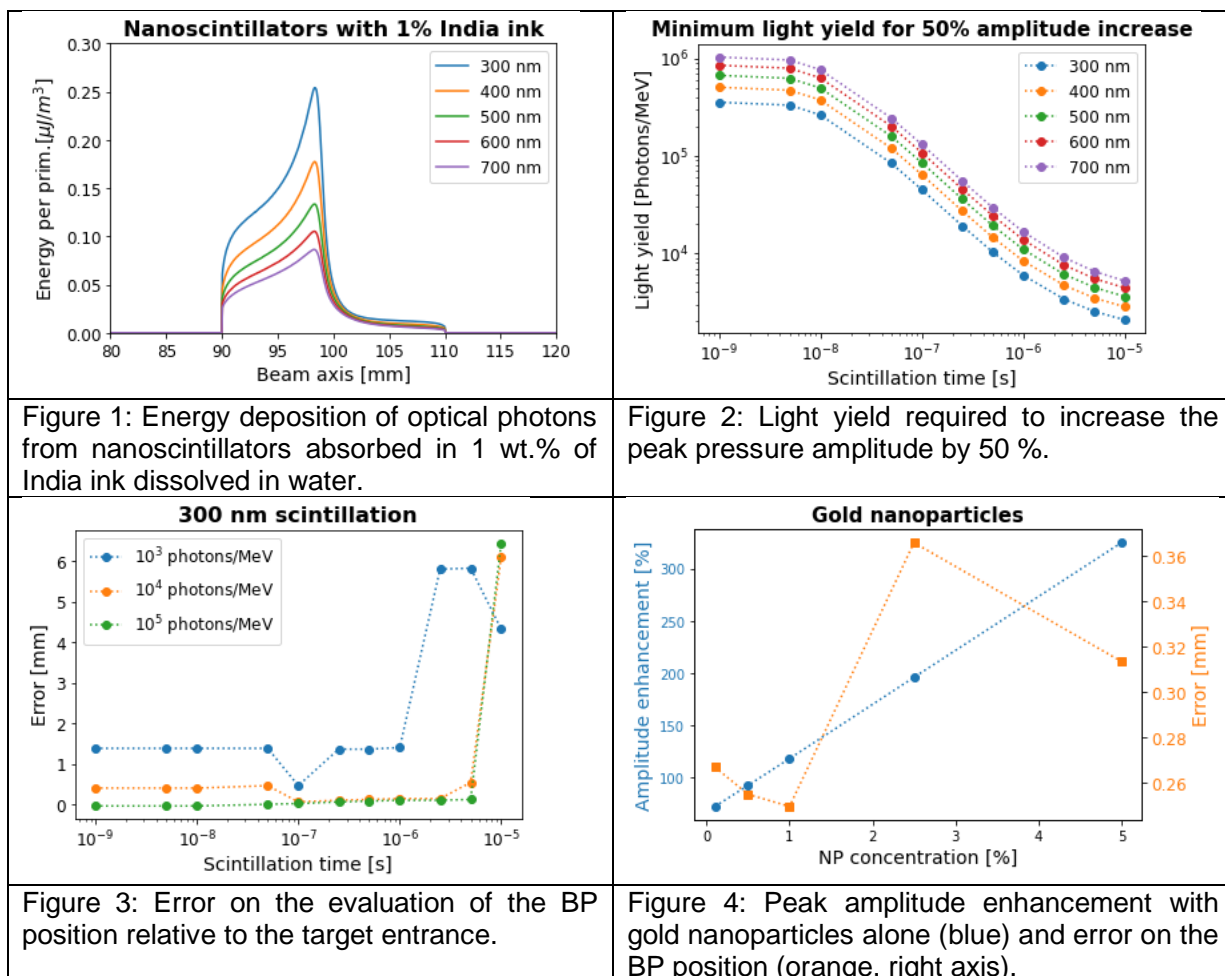 Nanoscintillators with 1% India ink
0.30
0.25
0.20
0.15
0.10
0.05
0.00
Energy per prim.[μJ/m³]
300 nm
400 nm
500 nm
600 nm
700 nm
80 85 90 95 100 105 110 115 120
Beam axis [mm]
Figure 1: Energy deposition of optical photons
from nanoscintillators absorbed in 1 wt.% of
India ink dissolved in water.
Minimum light yield for 50% amplitude increase
10⁶
10⁵
10⁴
Light yield [Photons/MeV]
300 nm
400 nm
500 nm
600 nm
700 nm
10⁻⁹ 10⁻⁸ 10⁻⁷ 10⁻⁶ 10⁻⁵
Scintillation time [s]
Figure 2: Light yield required to increase the
peak pressure amplitude by 50 %.
300 nm scintillation
6
5
4
3
2
1
0
Error [mm]
10³ photons/MeV
10⁴ photons/MeV
10⁵ photons/MeV
10⁻⁹ 10⁻⁸ 10⁻⁷ 10⁻⁶ 10⁻⁵
Scintillation time [s]
Figure 3: Error on the evaluation of the BP
position relative to the target entrance.
Gold nanoparticles
300
250
200
150
100
Amplitude enhancement [%]
0.36
0.34
0.32
0.30
0.28
0.26
Error [mm]
0 1 2 3 4 5
NP concentration [%]
Figure 4: Peak amplitude enhancement with
gold nanoparticles alone (blue) and error on the
BP position (orange, right axis).